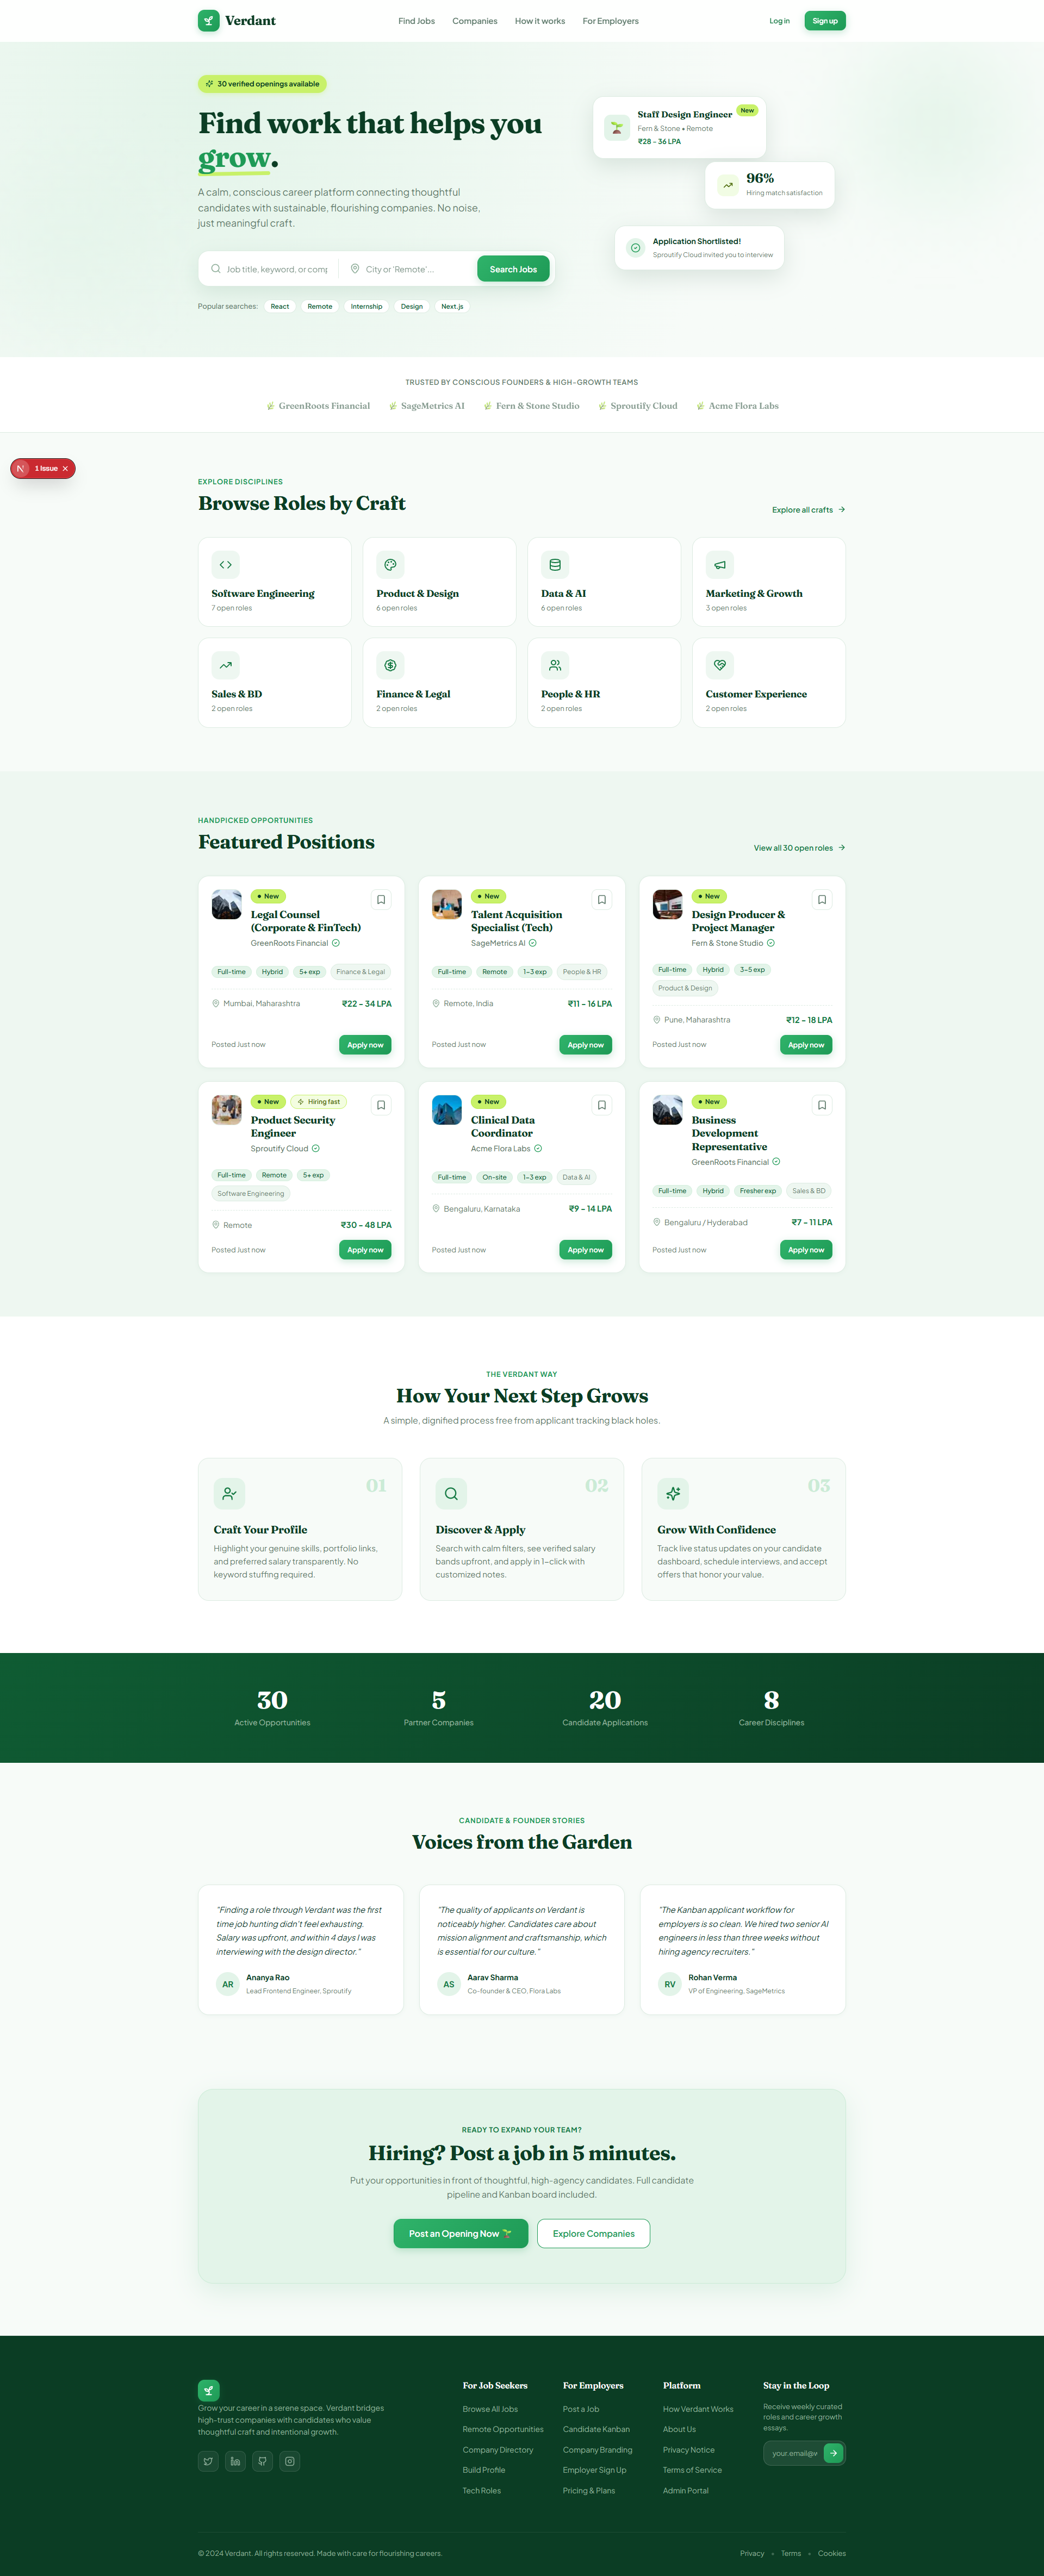 Verdant
Find Jobs
Companies
How it works
For Employers
Log in
Sign up
30 verified openings available
Find work that helps you
grow.
A calm, conscious career platform connecting thoughtful
candidates with sustainable, flourishing companies. No noise,
just meaningful craft.
Job title, keyword, or comp
City or 'Remote'...
Search Jobs
Popular searches:
React
Remote
Internship
Design
Next.js
Staff Design Engineer
New
Fern & Stone • Remote
₹28 - 36 LPA
96%
Hiring match satisfaction
Application Shortlisted!
Sproutify Cloud invited you to interview
TRUSTED BY CONSCIOUS FOUNDERS & HIGH-GROWTH TEAMS
GreenRoots Financial
SageMetrics AI
Fern & Stone Studio
Sproutify Cloud
Acme Flora Labs
N
1 Issue
EXPLORE DISCIPLINES
Browse Roles by Craft
Explore all crafts
Software Engineering
7 open roles
Product & Design
6 open roles
Data & AI
6 open roles
Marketing & Growth
3 open roles
Sales & BD
2 open roles
Finance & Legal
2 open roles
People & HR
2 open roles
Customer Experience
2 open roles
HANDPICKED OPPORTUNITIES
Featured Positions
View all 30 open roles
New
Legal Counsel
(Corporate & FinTech)
GreenRoots Financial
Full-time
Hybrid
5+ exp
Finance & Legal
Mumbai, Maharashtra
₹22 - 34 LPA
Posted Just now
Apply now
New
Talent Acquisition
Specialist (Tech)
SageMetrics AI
Full-time
Remote
1-3 exp
People & HR
Remote, India
₹11 - 16 LPA
Posted Just now
Apply now
New
Design Producer &
Project Manager
Fern & Stone Studio
Full-time
Hybrid
3-5 exp
Product & Design
Pune, Maharashtra
₹12 - 18 LPA
Posted Just now
Apply now
New
Hiring fast
Product Security
Engineer
Sproutify Cloud
Full-time
Remote
5+ exp
Software Engineering
Remote
₹30 - 48 LPA
Posted Just now
Apply now
New
Clinical Data
Coordinator
Acme Flora Labs
Full-time
On-site
1-3 exp
Data & AI
Bengaluru, Karnataka
₹9 - 14 LPA
Posted Just now
Apply now
New
Business
Development
Representative
GreenRoots Financial
Full-time
Hybrid
Fresher exp
Sales & BD
Bengaluru / Hyderabad
₹7 - 11 LPA
Posted Just now
Apply now
THE VERDANT WAY
How Your Next Step Grows
A simple, dignified process free from applicant tracking black holes.
01
Craft Your Profile
Highlight your genuine skills, portfolio links,
and preferred salary transparently. No
keyword stuffing required.
02
Discover & Apply
Search with calm filters, see verified salary
bands upfront, and apply in 1-click with
customized notes.
03
Grow With Confidence
Track live status updates on your candidate
dashboard, schedule interviews, and accept
offers that honor your value.
30
Active Opportunities
5
Partner Companies
20
Candidate Applications
8
Career Disciplines
CANDIDATE & FOUNDER STORIES
Voices from the Garden
"Finding a role through Verdant was the first
time job hunting didn't feel exhausting.
Salary was upfront, and within 4 days I was
interviewing with the design director."
AR
Ananya Rao
Lead Frontend Engineer, Sproutify
"The quality of applicants on Verdant is
noticeably higher. Candidates care about
mission alignment and craftsmanship, which
is essential for our culture."
AS
Aarav Sharma
Co-founder & CEO, Flora Labs
"The Kanban applicant workflow for
employers is so clean. We hired two senior AI
engineers in less than three weeks without
hiring agency recruiters."
RV
Rohan Verma
VP of Engineering, SageMetrics
READY TO EXPAND YOUR TEAM?
Hiring? Post a job in 5 minutes.
Put your opportunities in front of thoughtful, high-agency candidates. Full candidate
pipeline and Kanban board included.
Post an Opening Now 🌱
Explore Companies
Grow your career in a serene space. Verdant bridges
high-trust companies with candidates who value
thoughtful craft and intentional growth.
For Job Seekers
Browse All Jobs
Remote Opportunities
Company Directory
Build Profile
Tech Roles
For Employers
Post a Job
Candidate Kanban
Company Branding
Employer Sign Up
Pricing & Plans
Platform
How Verdant Works
About Us
Privacy Notice
Terms of Service
Admin Portal
Stay in the Loop
Receive weekly curated
roles and career growth
essays.
your.email@w
© 2024 Verdant. All rights reserved. Made with care for flourishing careers.
Privacy • Terms • Cookies